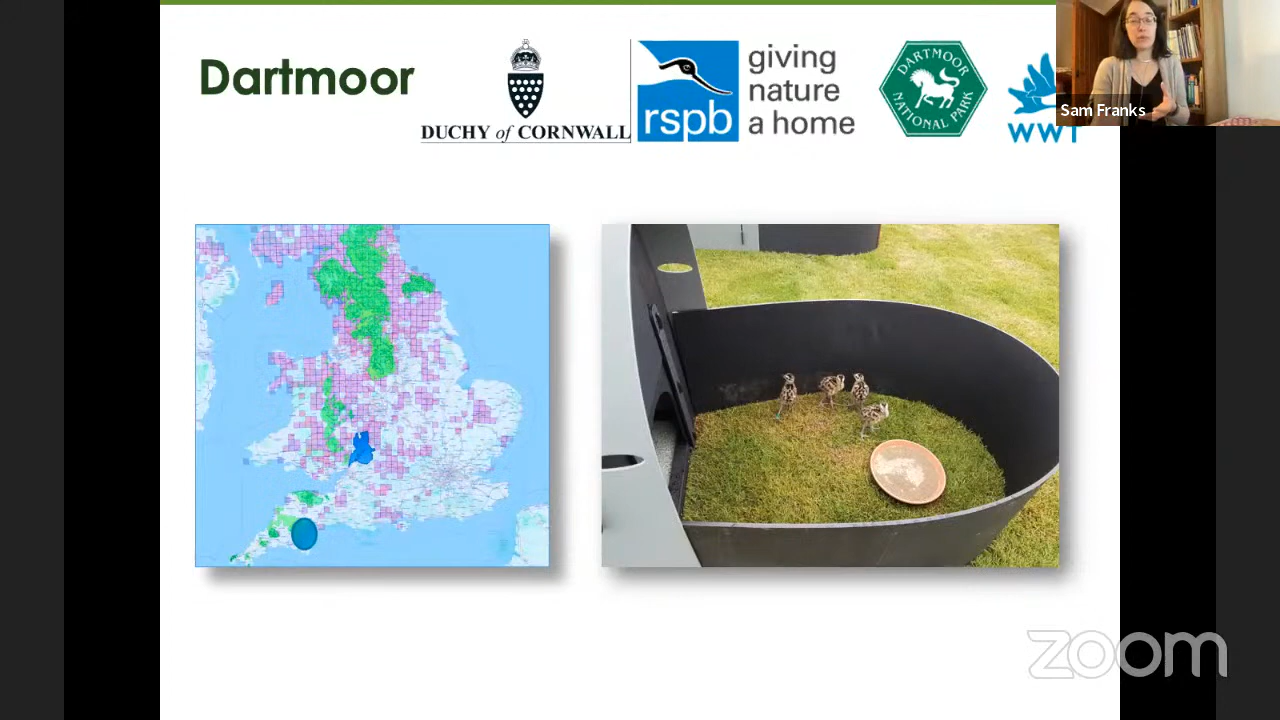 Dartmoor
DUCHY of CORNWALL
rspb
giving
nature
a home
DARTMOOR
NATIONAL PARK
WWT
Sam Franks
zoom